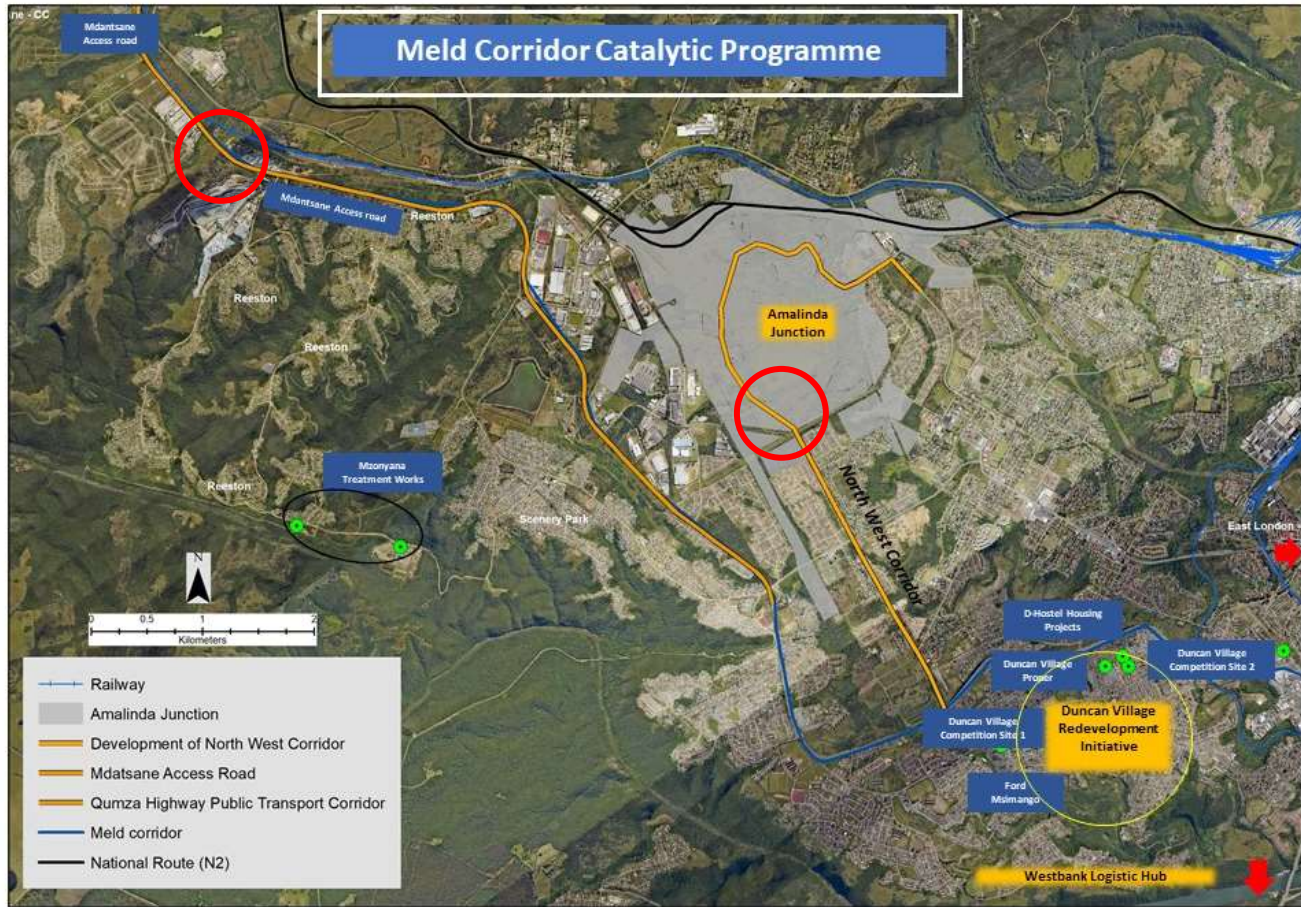 ne - CC
Mdantsane
Access road
Meld Corridor Catalytic Programme
Mdantsane Access road
Reeston
Reeston
Amalinda
Junction
Reeston
Mzonyana
Treatment Works
Reeston
North West Corridor
Scenery Park
East London -
N
0 0.5 1 2
Kilometers
D-Hostel Housing
Projects
Duncan Village
Proper
Duncan Village
Competition Site 2
Duncan Village
Competition Site 1
Duncan Village
Redevelopment
Initiative
Ford
Msimango
Westbank Logistic Hub
Railway
Amalinda Junction
Development of North West Corridor
Mdatsane Access Road
Qumza Highway Public Transport Corridor
Meld corridor
National Route (N2)